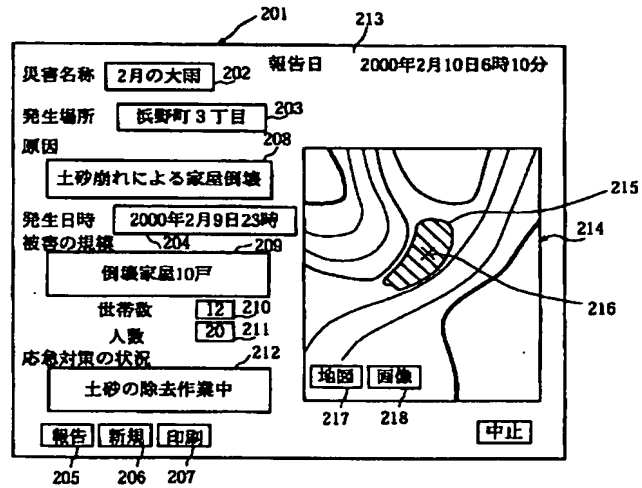 201
213
報告日 2000年2月10日6時10分
災害名称 2月の大雨 202
発生場所 浜野町3丁目 203
原因 208
土砂崩れによる家屋倒壊
発生日時 2000年2月9日23時
被害の規模 204 209
倒壊家屋10戸
世帯数 12 210
人数 20 211
応急対策の状況 212
土砂の除去作業中
報告 新規 印刷
205 206 207
215
214
216
地図 画像
217 218
中止